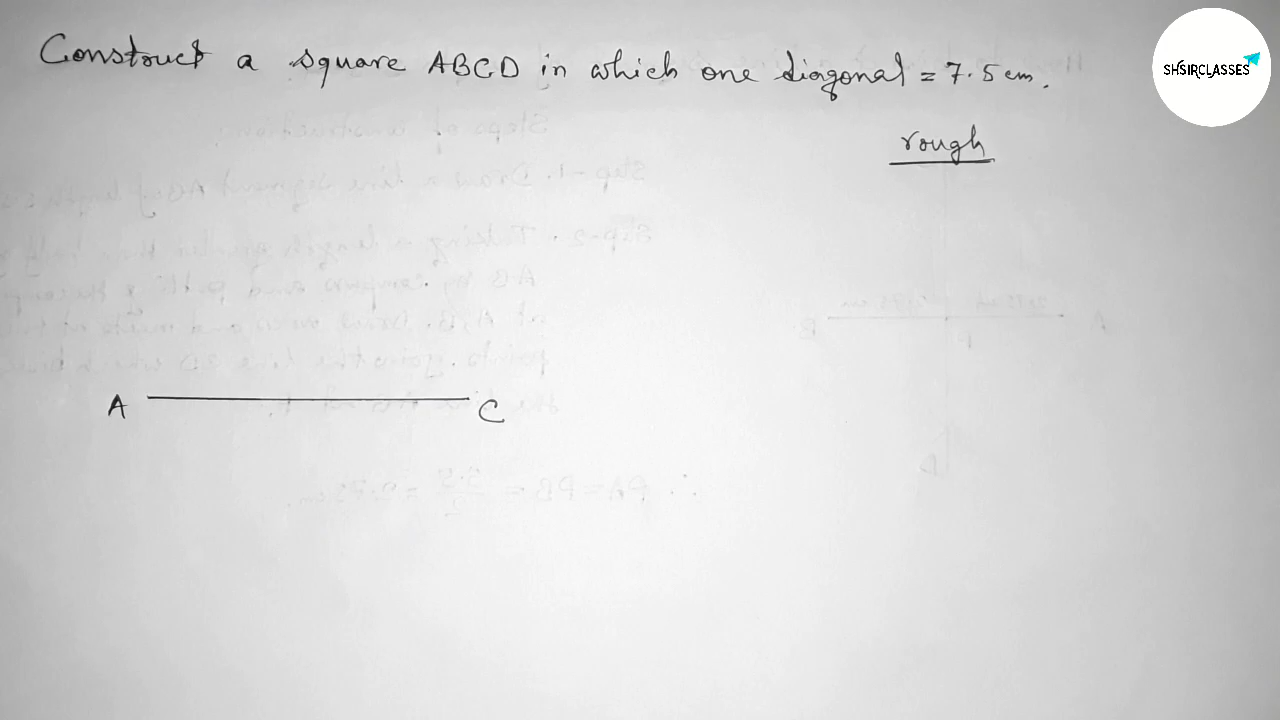 Construct a square ABCD in which one diagonal = 7.5 cm.
SHSIRCLASSES
rough
A C